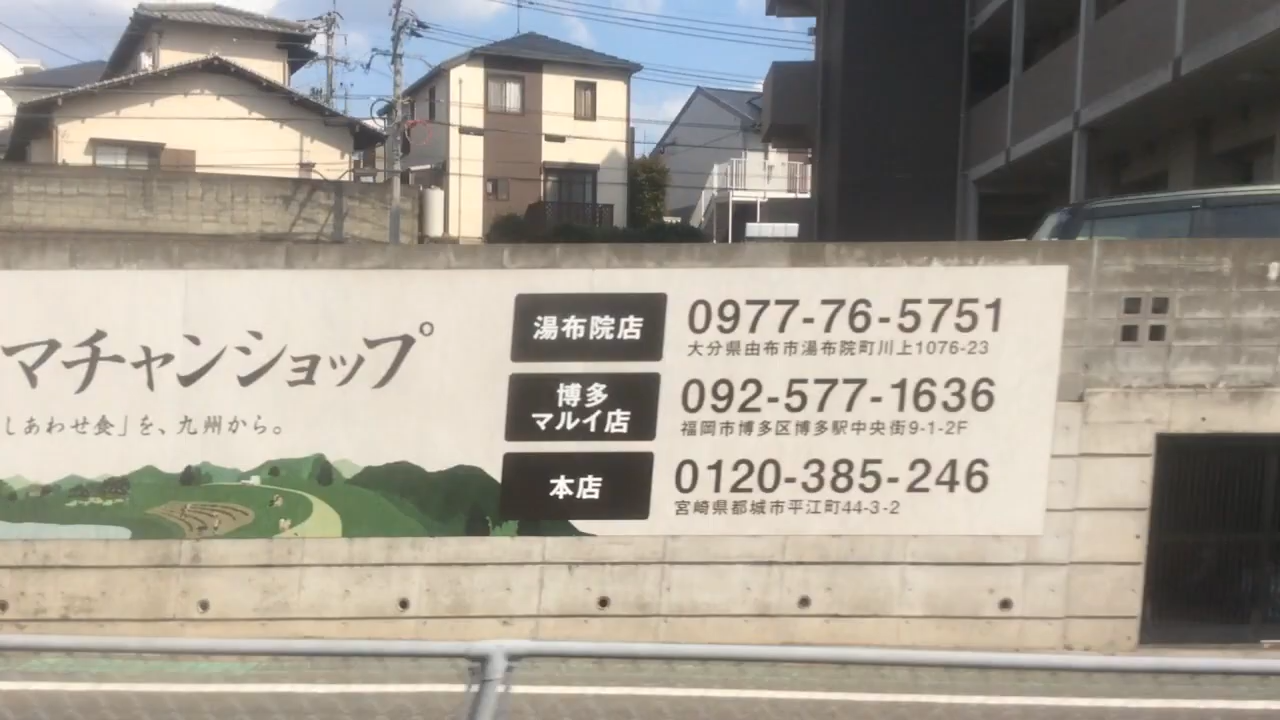 マチャンショップ
しあわせ食」を、九州から。
湯布院店
0977-76-5751
大分県由布市湯布院町川上1076-23
博多
マルイ店
092-577-1636
福岡市博多区博多駅中央街9-1-2F
本店
0120-385-246
宮崎県都城市平江町44-3-2